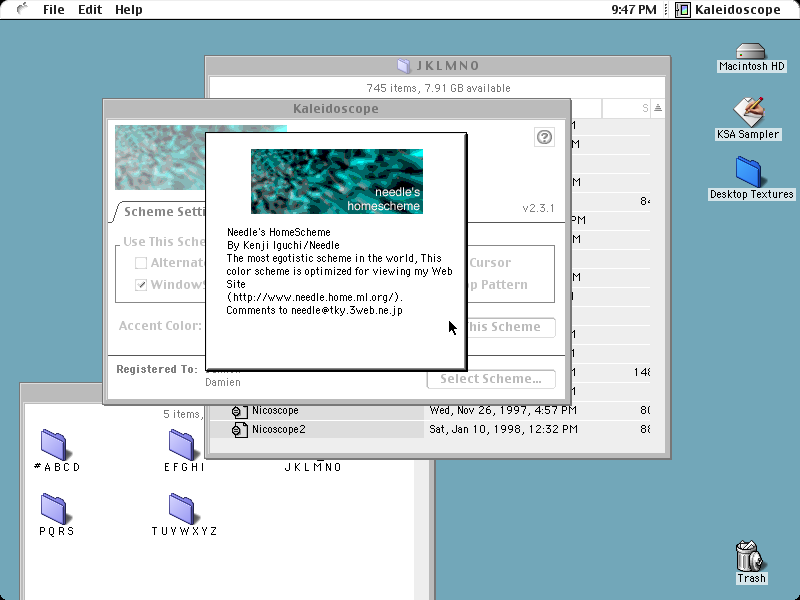 File Edit Help
9:47 PM Kaleidoscope
Macintosh HD
KSA Sampler
Desktop Textures
JKLMNO
745 items, 7.91 GB available
S
Kaleidoscope
v2.3.1
Scheme Setti
Use This Sche
Alternat
Window
Cursor
Pattern
Accent Color:
his Scheme
Registered To:
Damien
Select Scheme...
needle's
homescheme
Needle's HomeScheme
By Kenji Iguchi/Needle
The most egotistic scheme in the world, This
color scheme is optimized for viewing my Web
Site
(http://www.needle.home.ml.org/).
Comments to needle@tky.3web.ne.jp
84
148
Nicoscope Wed, Nov 26, 1997, 4:57 PM 80
Nicoscope2 Sat, Jan 10, 1998, 12:32 PM 88
5 items,
#ABCD
EFGHI
JKLMNO
PQRS
TUVWXYZ
Trash